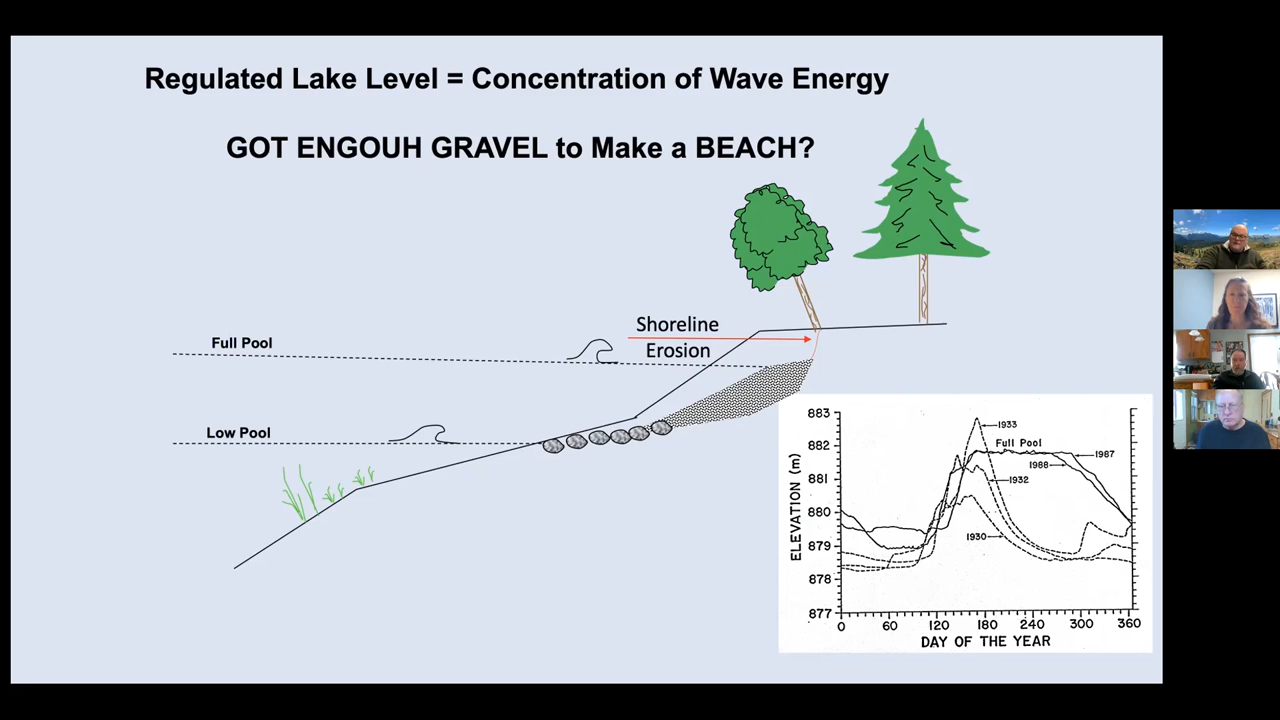 Regulated Lake Level = Concentration of Wave Energy
GOT ENGOUH GRAVEL to Make a BEACH?
Shoreline
Erosion
Full Pool
Low Pool
883
882
881
880
879
878
877
ELEVATION (m)
1933
Full Pool
1987
1988
1932
1930
0 60 120 180 240 300 360
DAY OF THE YEAR